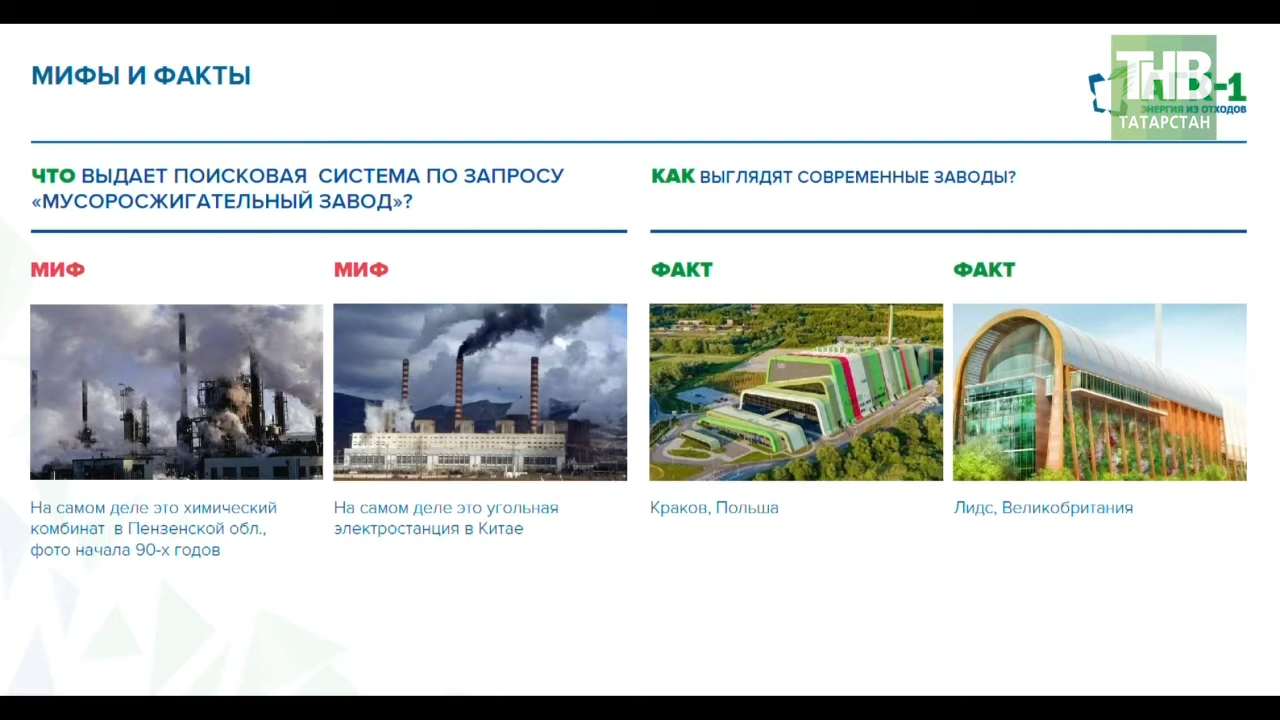 МИФЫ И ФАКТЫ
ТНВ
ТАТАРСТАН
-1
ЭНЕРГИЯ ИЗ ОТХОДОВ
ЧТО ВЫДАЕТ ПОИСКОВАЯ СИСТЕМА ПО ЗАПРОСУ
«МУСОРОСЖИГАТЕЛЬНЫЙ ЗАВОД»?
КАК ВЫГЛЯДЯТ СОВРЕМЕННЫЕ ЗАВОДЫ?
МИФ
МИФ
ФАКТ
ФАКТ
На самом деле это химический
комбинат в Пензенской обл.,
фото начала 90-х годов
На самом деле это угольная
электростанция в Китае
Краков, Польша
Лидс, Великобритания